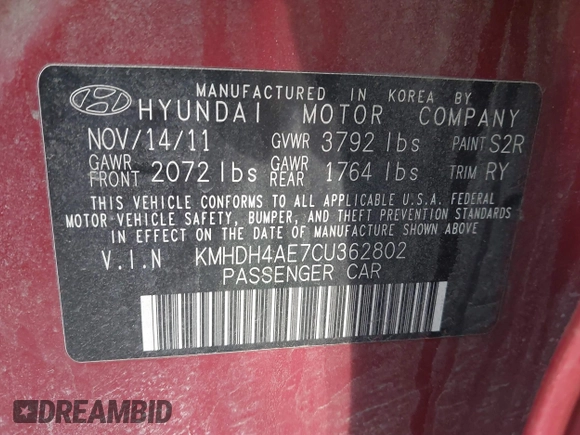 MANUFACTURED IN KOREA BY
HYUNDAI MOTOR COMPANY
NOV/14/11 GVWR 3792 lbs PAINT S2R
GAWR FRONT 2072 lbs GAWR REAR 1764 lbs TRIM RY
THIS VEHICLE CONFORMS TO ALL APPLICABLE U.S.A. FEDERAL
MOTOR VEHICLE SAFETY, BUMPER, AND THEFT PREVENTION STANDARDS
IN EFFECT ON THE DATE OF MANUFACTURE SHOWN ABOVE
V.I.N KMHDH4AE7CU362802
PASSENGER CAR
DREAMBID